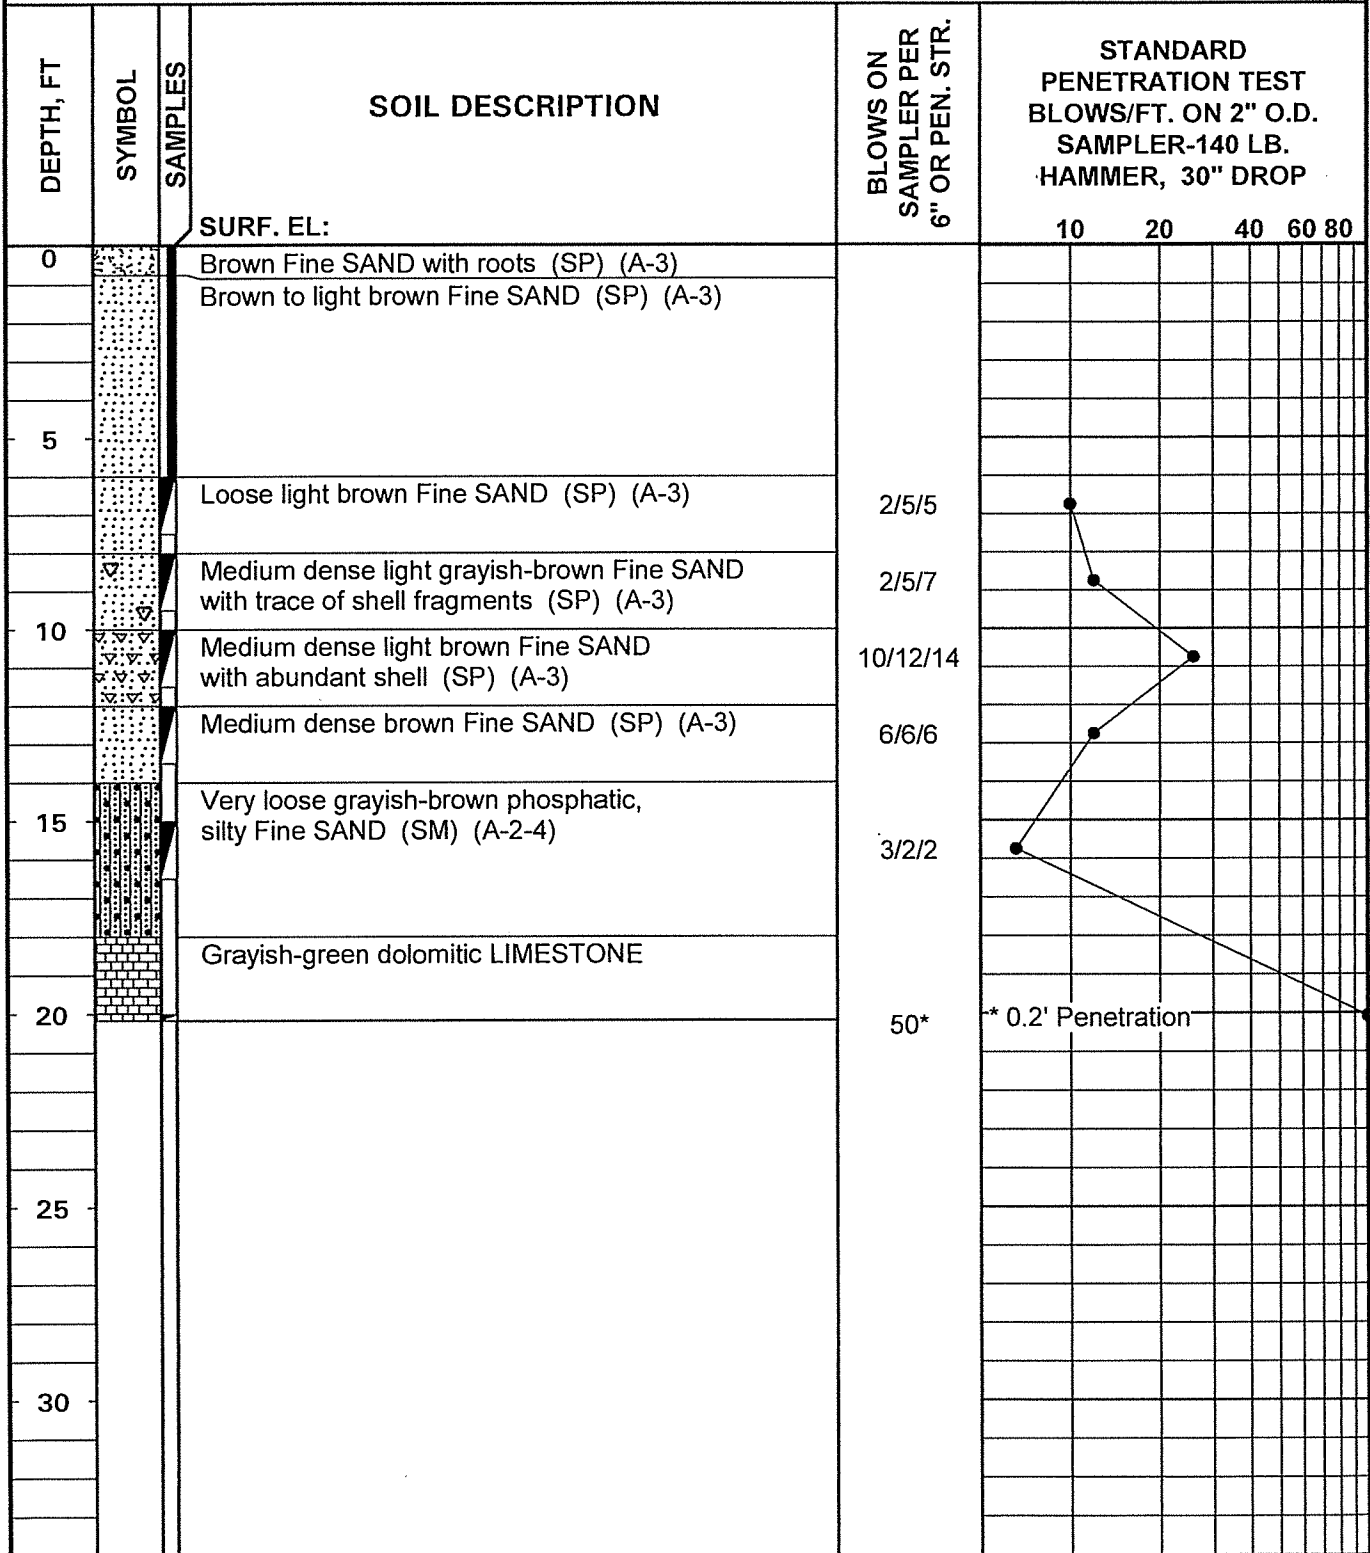 DEPTH, FT
SYMBOL
SAMPLES
SOIL DESCRIPTION
SURF. EL:
BLOWS ON
SAMPLER PER
6" OR PEN. STR.
STANDARD
PENETRATION TEST
BLOWS/FT. ON 2" O.D.
SAMPLER-140 LB.
HAMMER, 30" DROP
10 20 40 60 80
0
Brown Fine SAND with roots (SP) (A-3)
Brown to light brown Fine SAND (SP) (A-3)
5
Loose light brown Fine SAND (SP) (A-3)
2/5/5
Medium dense light grayish-brown Fine SAND
with trace of shell fragments (SP) (A-3)
2/5/7
10
Medium dense light brown Fine SAND
with abundant shell (SP) (A-3)
10/12/14
Medium dense brown Fine SAND (SP) (A-3)
6/6/6
Very loose grayish-brown phosphatic,
silty Fine SAND (SM) (A-2-4)
15
3/2/2
Grayish-green dolomitic LIMESTONE
20
50*
* 0.2' Penetration
25
30